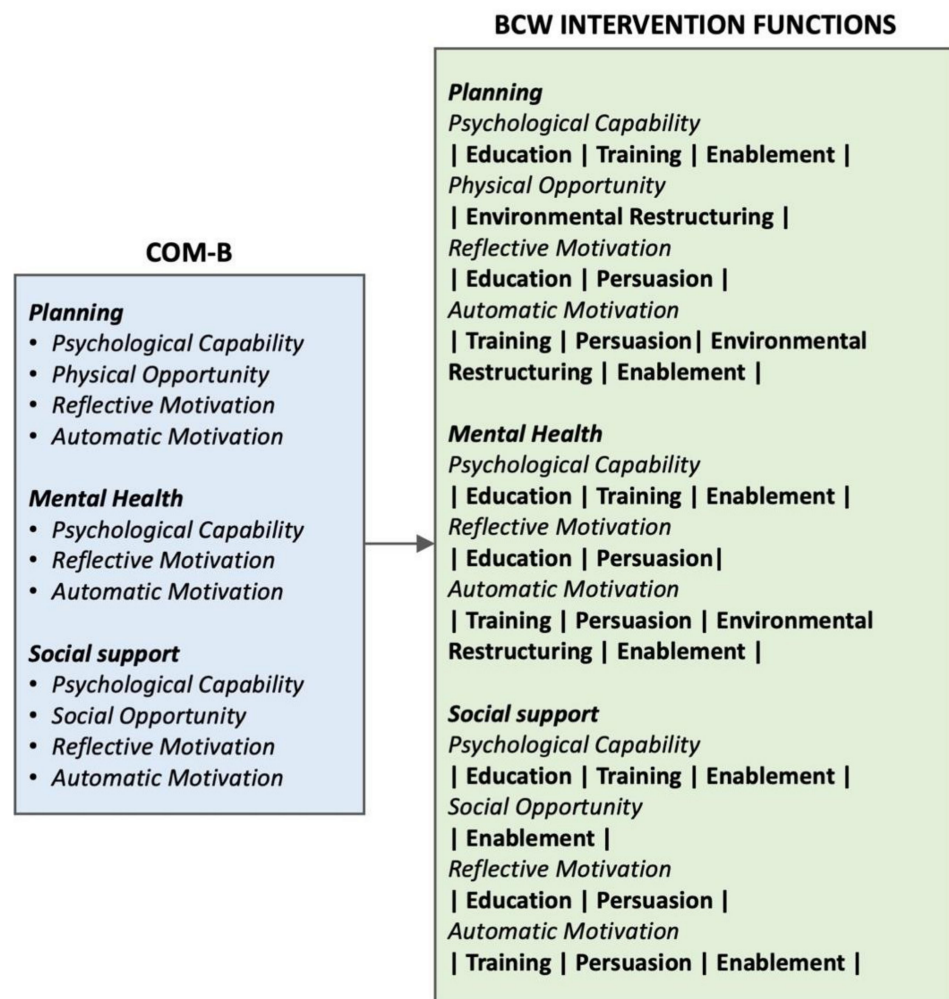 COM-B
Planning
• Psychological Capability
• Physical Opportunity
• Reflective Motivation
• Automatic Motivation
Mental Health
• Psychological Capability
• Reflective Motivation
• Automatic Motivation
Social support
• Psychological Capability
• Social Opportunity
• Reflective Motivation
• Automatic Motivation
BCW INTERVENTION FUNCTIONS
Planning
Psychological Capability
| Education | Training | Enablement |
Physical Opportunity
| Environmental Restructuring |
Reflective Motivation
| Education | Persuasion |
Automatic Motivation
| Training | Persuasion| Environmental
Restructuring | Enablement |
Mental Health
Psychological Capability
| Education | Training | Enablement |
Reflective Motivation
| Education | Persuasion|
Automatic Motivation
| Training | Persuasion | Environmental
Restructuring | Enablement |
Social support
Psychological Capability
| Education | Training | Enablement |
Social Opportunity
| Enablement |
Reflective Motivation
| Education | Persuasion |
Automatic Motivation
| Training | Persuasion | Enablement |